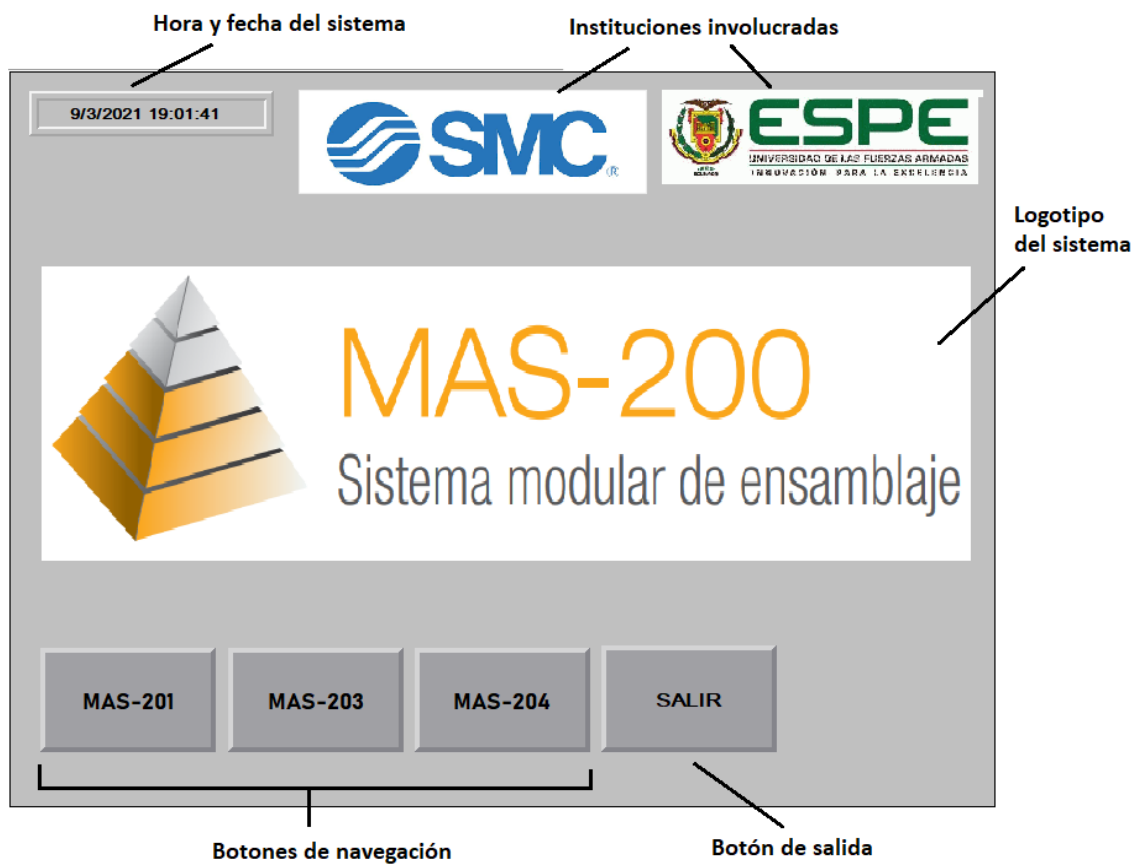 Hora y fecha del sistema
Instituciones involucradas
9/3/2021 19:01:41
SMC®
ESPE
UNIVERSIDAD DE LAS FUERZAS ARMADAS
INNOVACIÓN PARA LA EXCELENCIA
Logotipo
del sistema
MAS-200
Sistema modular de ensamblaje
MAS-201
MAS-203
MAS-204
SALIR
Botones de navegación
Botón de salida